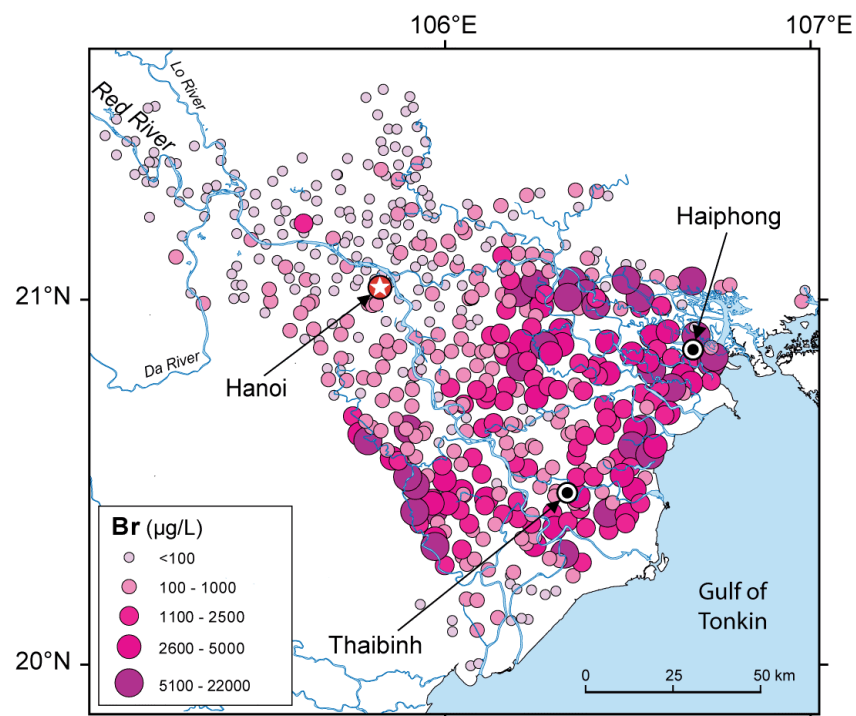 106°E
107°E
Lo River
Red River
Haiphong
21°N
Da River
Hanoi
Br (µg/L)
<100
100 - 1000
1100 - 2500
2600 - 5000
5100 - 22000
Gulf of
Tonkin
Thaibinh
20°N
0 25 50 km